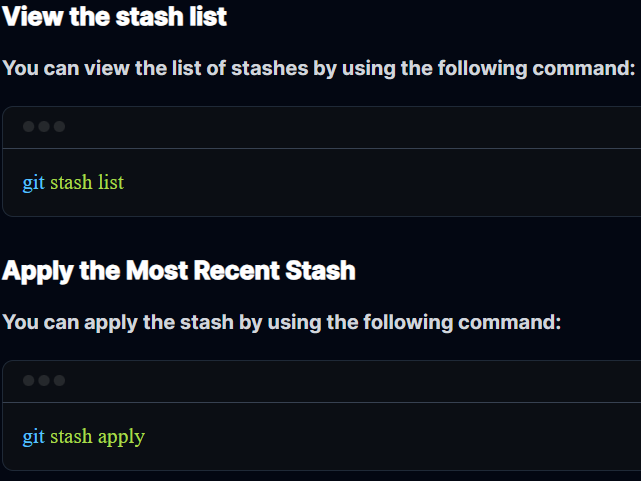 View the stash list
You can view the list of stashes by using the following command:
git stash list
Apply the Most Recent Stash
You can apply the stash by using the following command:
git stash apply